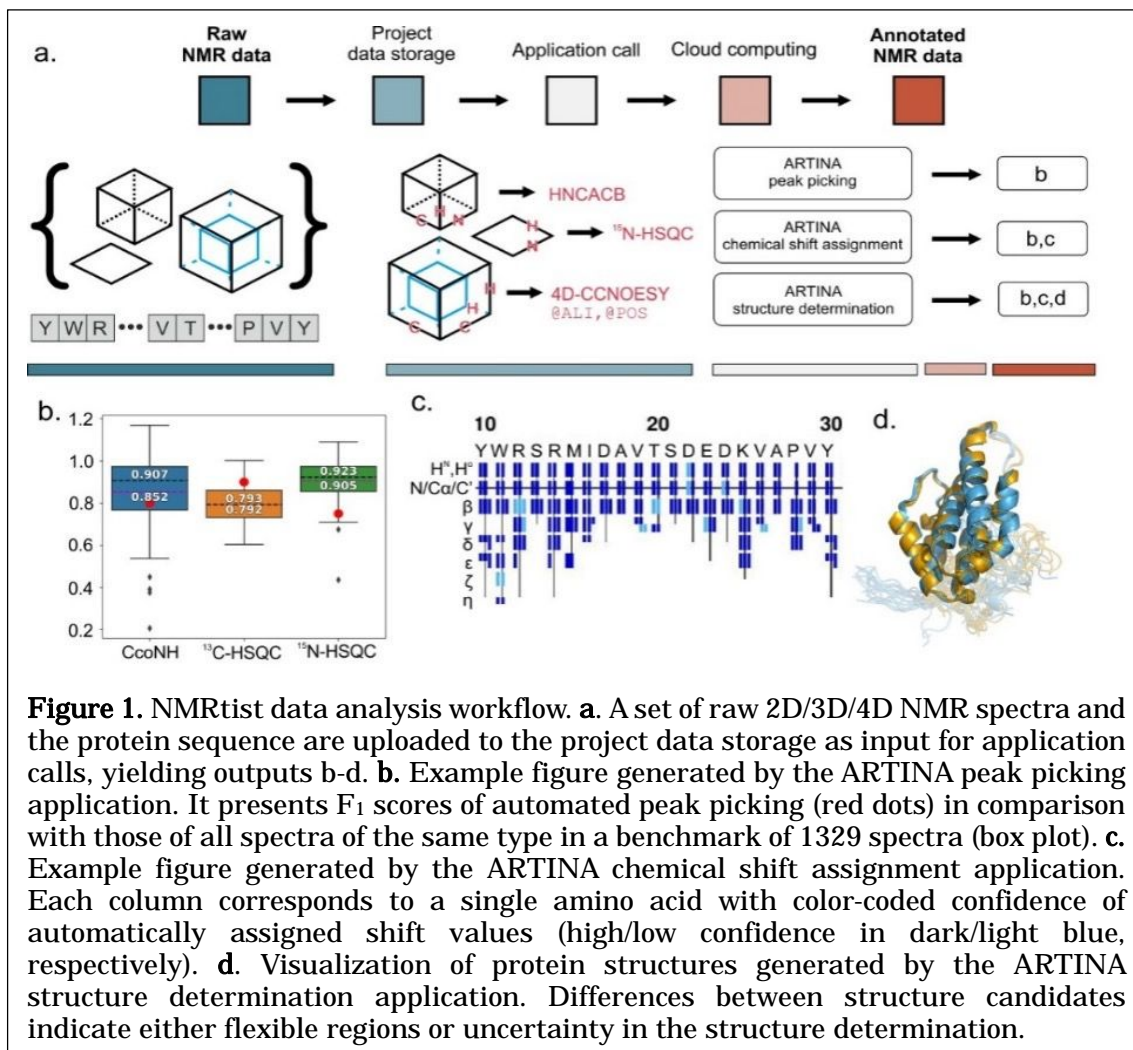 a.
Raw
NMR data
Project
data storage
Application call
Cloud computing
Annotated
NMR data
C H N
HNCACB
H
N
¹⁵N-HSQC
H
H
C C
4D-CCNOESY
@ALI,@POS
ARTINA
peak picking
b
ARTINA
chemical shift assignment
b,c
ARTINA
structure determination
b,c,d
Y W R ••• V T ••• P V Y
b.
1.2
1.0
0.8
0.6
0.4
0.2
0.907
0.852
0.793
0.792
0.923
0.905
CcoNH
¹³C-HSQC
¹⁵N-HSQC
c.
10 20 30
Y W R S R M I D A V T S D E D K V A P V Y
Hᴺ,Hᵅ
N/Cα/C'
β
γ
δ
ε
ζ
η
d.
Figure 1. NMRtist data analysis workflow. a. A set of raw 2D/3D/4D NMR spectra and
the protein sequence are uploaded to the project data storage as input for application
calls, yielding outputs b-d. b. Example figure generated by the ARTINA peak picking
application. It presents F₁ scores of automated peak picking (red dots) in comparison
with those of all spectra of the same type in a benchmark of 1329 spectra (box plot). c.
Example figure generated by the ARTINA chemical shift assignment application.
Each column corresponds to a single amino acid with color-coded confidence of
automatically assigned shift values (high/low confidence in dark/light blue,
respectively). d. Visualization of protein structures generated by the ARTINA
structure determination application. Differences between structure candidates
indicate either flexible regions or uncertainty in the structure determination.